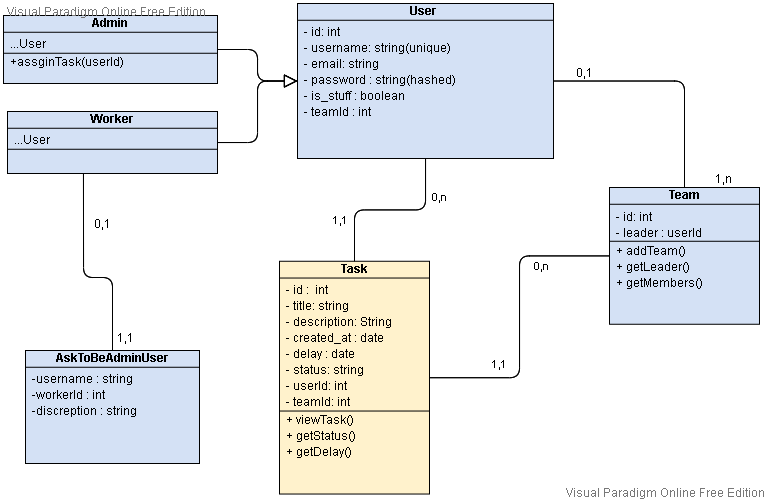 Visual Paradigm Online Free Edition
Admin
...User
+assginTask(userId)
Worker
...User
User
- id: int
- username: string(unique)
- email: string
- password : string(hashed)
- is_stuff : boolean
- teamId : int
0,1
1,n
0,n
1,1
0,1
1,1
Team
- id: int
- leader : userId
+ addTeam()
+ getLeader()
+ getMembers()
0,n
1,1
Task
- id :  int
- title: string
- description: String
- created_at : date
- delay : date
- status: string
- userId: int
- teamId: int
+ viewTask()
+ getStatus()
+ getDelay()
AskToBeAdminUser
-username : string
-workerId : int
-discreption : string
Visual Paradigm Online Free Edition